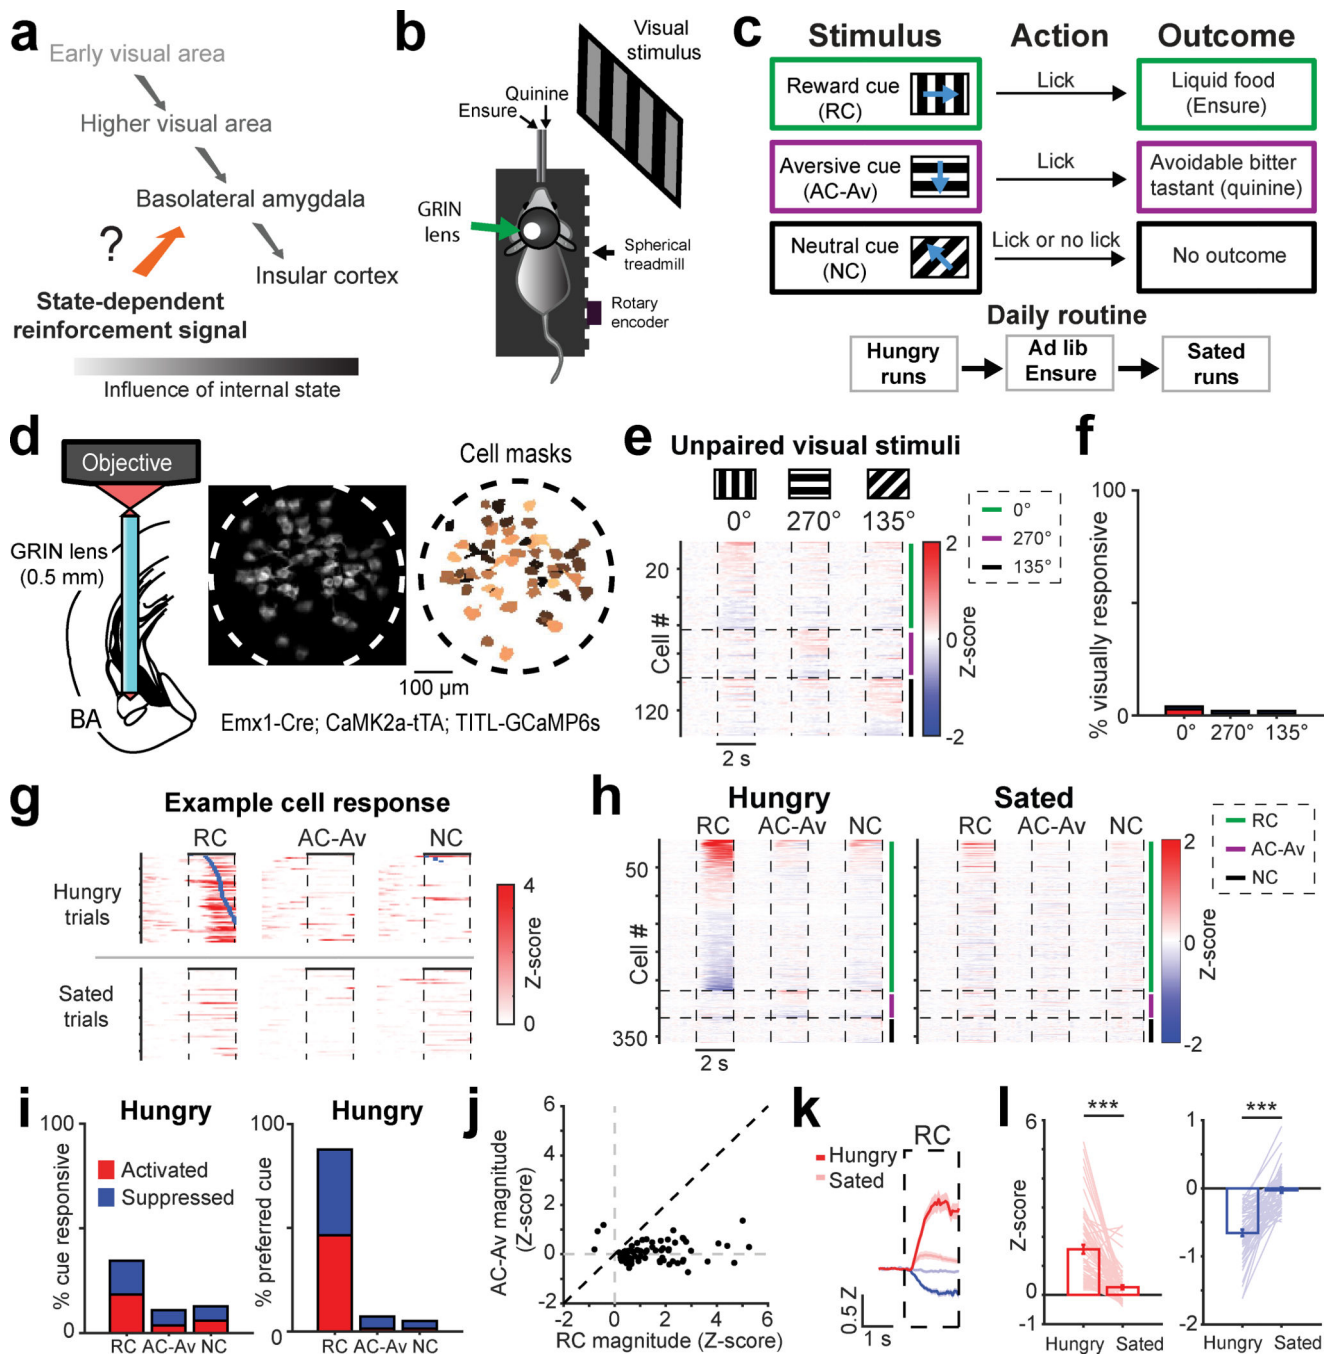 a
Early visual area
Higher visual area
Basolateral amygdala
?
Insular cortex
State-dependent
reinforcement signal
Influence of internal state
b
Visual
stimulus
Quinine
Ensure
GRIN
lens
Spherical
treadmill
Rotary
encoder
c
Stimulus Action Outcome
Reward cue
(RC)
Lick
Liquid food
(Ensure)
Aversive cue
(AC-Av)
Lick
Avoidable bitter
tastant (quinine)
Neutral cue
(NC)
Lick or no lick
No outcome
Daily routine
Hungry
runs
Ad lib
Ensure
Sated
runs
d
Objective
GRIN lens
(0.5 mm)
BA
Cell masks
100 µm
Emx1-Cre; CaMK2a-tTA; TITL-GCaMP6s
e
Unpaired visual stimuli
0° 270° 135°
20
Cell #
120
2 s
2
0
-2
Z-score
0°
270°
135°
f
100
% visually responsive
0
0° 270° 135°
g
Example cell response
RC AC-Av NC
Hungry
trials
Sated
trials
4
Z-score
0
h
Hungry Sated
RC AC-Av NC
RC AC-Av NC
50
Cell #
350
2 s
2
0
-2
Z-score
RC
AC-Av
NC
i
Hungry
100
% cue responsive
0
Activated
Suppressed
RC AC-Av NC
Hungry
100
% preferred cue
0
RC AC-Av NC
j
AC-Av magnitude
(Z-score)
6
4
2
0
-2
-2 0 2 4 6
RC magnitude (Z-score)
k
RC
Hungry
Sated
0.5 Z
1 s
l
***
6
Z-score
0
-1
Hungry Sated
***
1
0
-1
-2
Hungry Sated